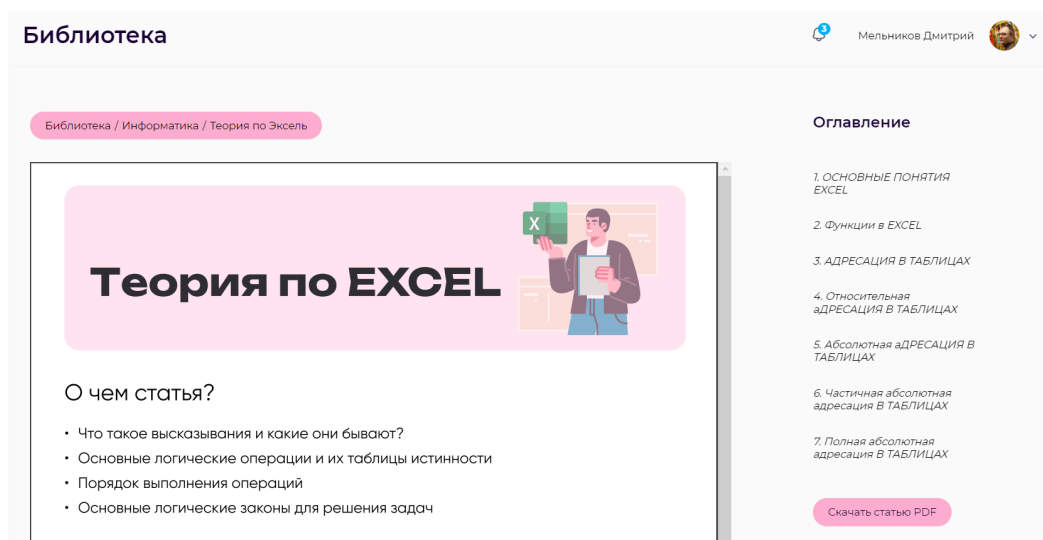 Библиотека
3
Мельников Дмитрий
Библиотека / Информатика / Теория по Эксель
Оглавление
1. ОСНОВНЫЕ ПОНЯТИЯ
EXCEL
2. Функции в EXCEL
3. АДРЕСАЦИЯ В ТАБЛИЦАХ
4. Относительная
аДРЕСАЦИЯ В ТАБЛИЦАХ
5. Абсолютная аДРЕСАЦИЯ В
ТАБЛИЦАХ
6. Частичная абсолютная
адресация В ТАБЛИЦАХ
7. Полная абсолютная
адресация В ТАБЛИЦАХ
Скачать статью PDF
X
Теория по EXCEL
О чем статья?
• Что такое высказывания и какие они бывают?
• Основные логические операции и их таблицы истинности
• Порядок выполнения операций
• Основные логические законы для решения задач